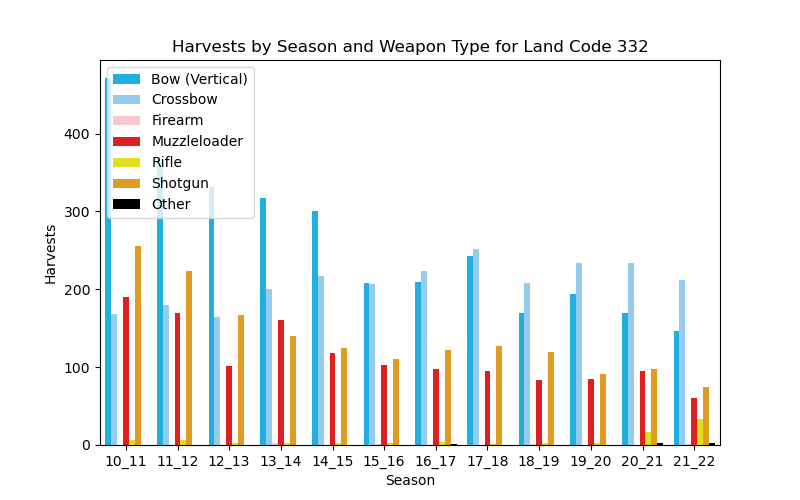 Harvests by Season and Weapon Type for Land Code 332
Bow (Vertical)
Crossbow
Firearm
Muzzleloader
Rifle
Shotgun
Other
400
300
200
100
0
Harvests
10_11 11_12 12_13 13_14 14_15 15_16 16_17 17_18 18_19 19_20 20_21 21_22
Season